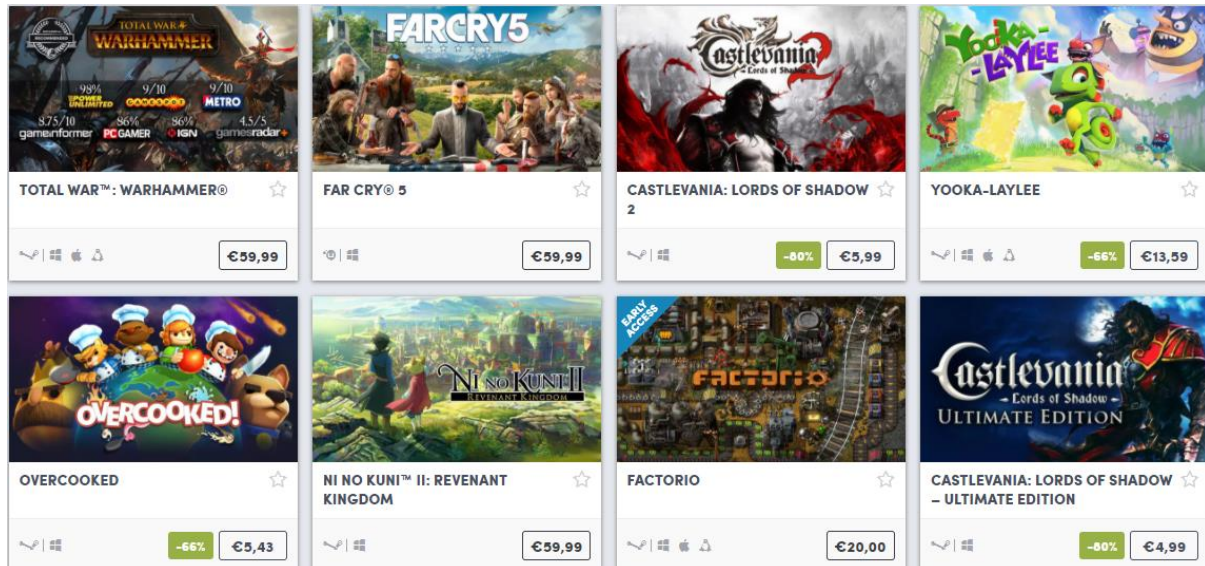 TOTAL WAR
WARHAMMER
RECOMMENDED
98%
POWER
UNLIMITED
9/10
GAMESPOT
9/10
METRO
8.75/10
gameinformer
86%
PC GAMER
86%
IGN
4.5/5
gamesradar+
TOTAL WAR™: WARHAMMER®
€59,99
FARCRY5
FAR CRY® 5
€59,99
Castlevania 2
Lords of Shadow
CASTLEVANIA: LORDS OF SHADOW
2
-80% €5,99
YOOKA-
-LAYLEE
YOOKA-LAYLEE
-66% €13,59
OVERCOOKED!
OVERCOOKED
-66% €5,43
NI NO KUNI II
REVENANT KINGDOM
NI NO KUNI™ II: REVENANT
KINGDOM
€59,99
EARLY
ACCESS
FACTORIO
FACTORIO
€20,00
Castlevania
Lords of Shadow
ULTIMATE EDITION
CASTLEVANIA: LORDS OF SHADOW
– ULTIMATE EDITION
-80% €4,99